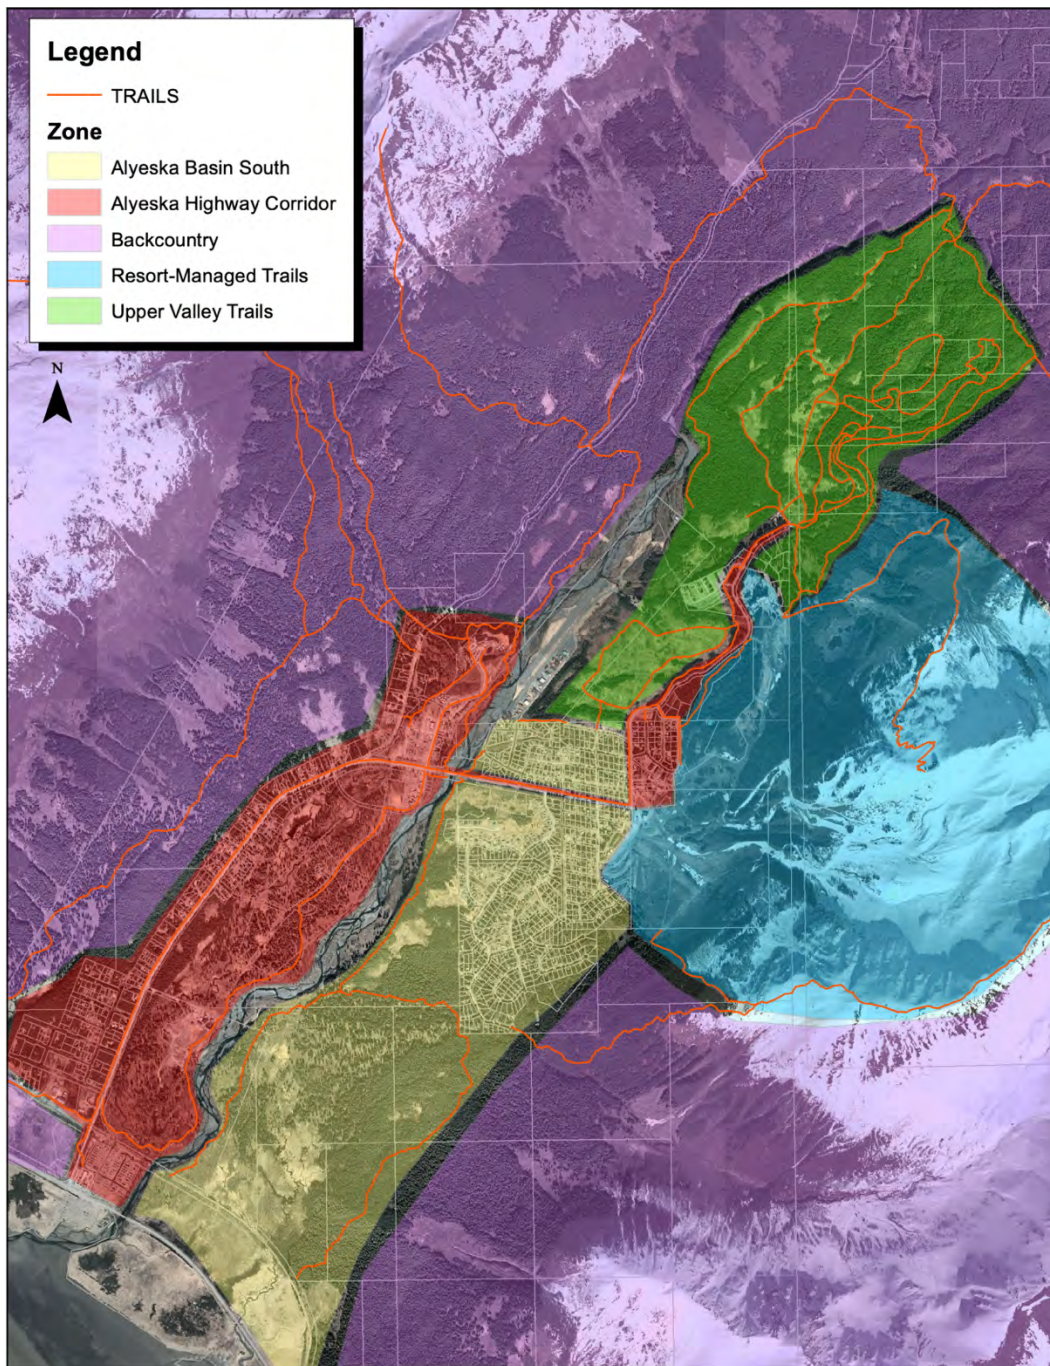 Legend
TRAILS
Zone
Alyeska Basin South
Alyeska Highway Corridor
Backcountry
Resort-Managed Trails
Upper Valley Trails
N